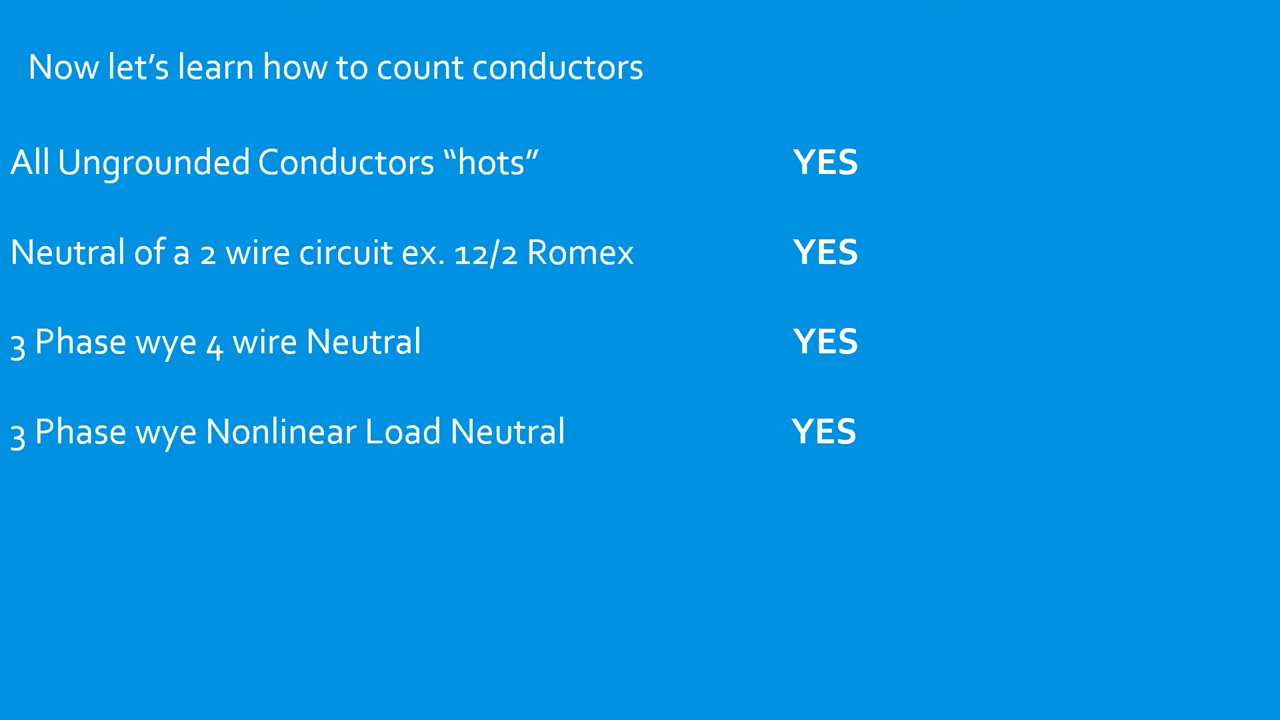 Now let’s learn how to count conductors
All Ungrounded Conductors “hots” YES
Neutral of a 2 wire circuit ex. 12/2 Romex YES
3 Phase wye 4 wire Neutral YES
3 Phase wye Nonlinear Load Neutral YES